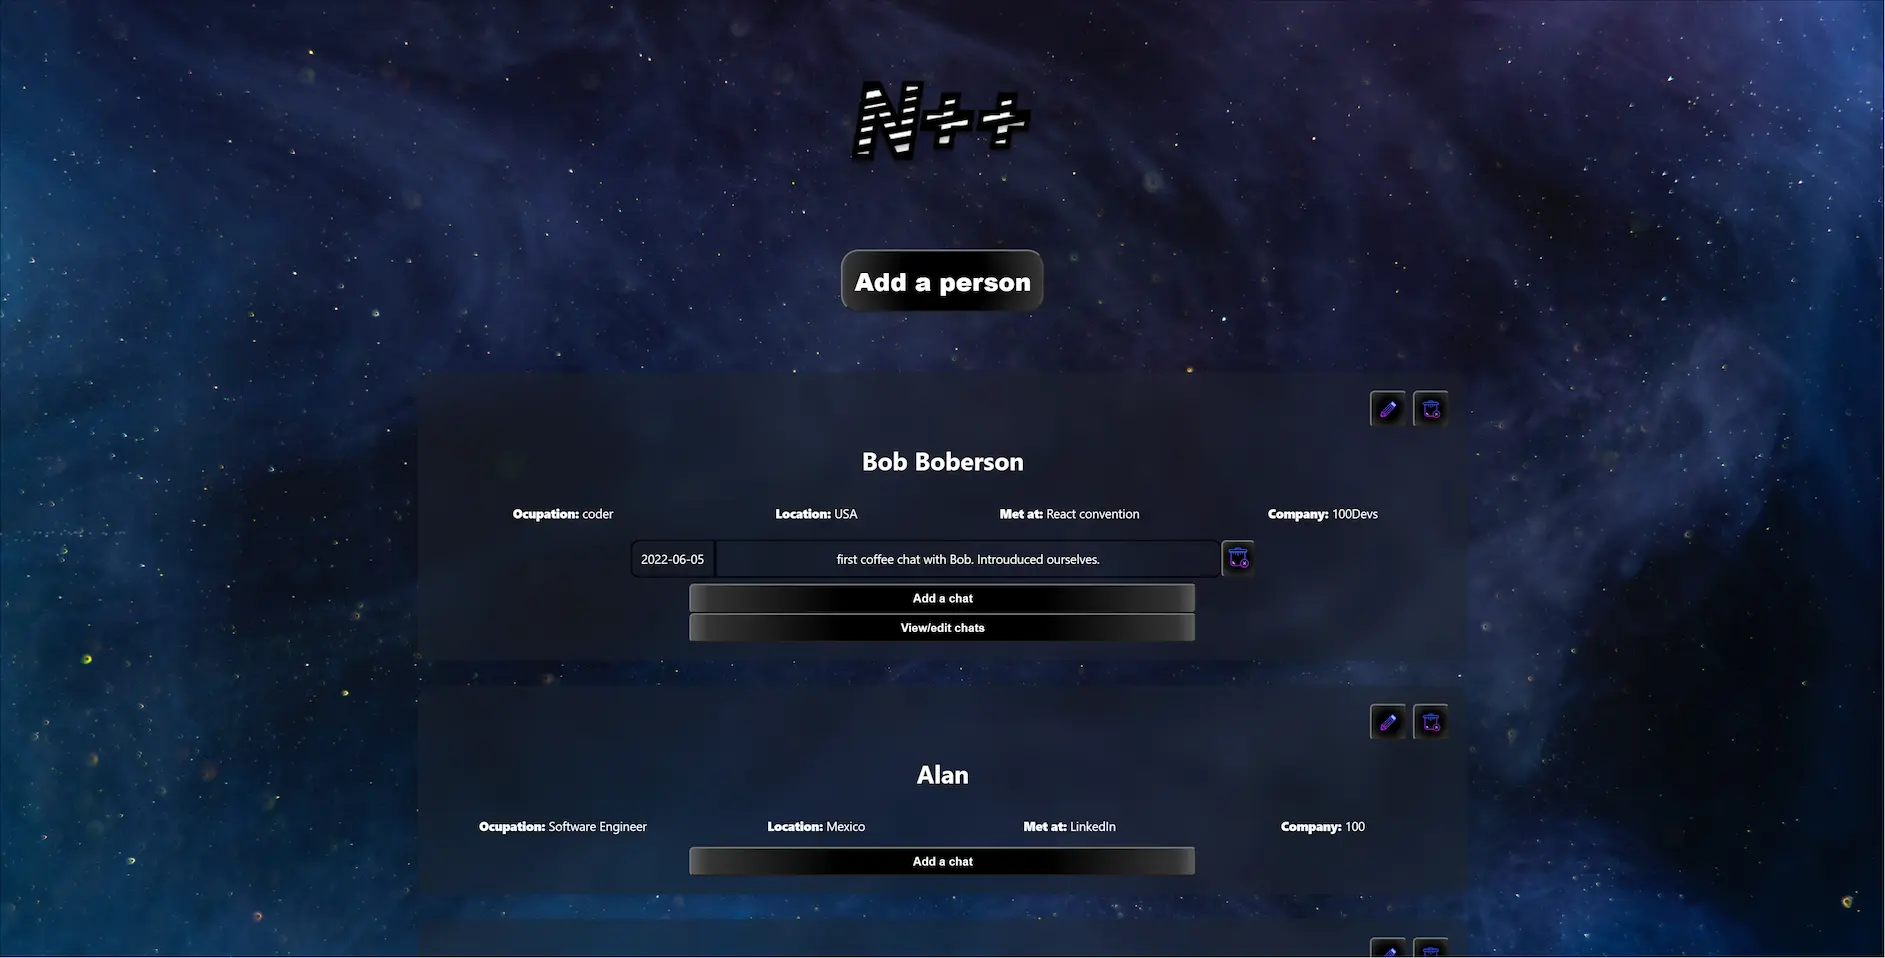 N++
Add a person
Bob Boberson
Ocupation: coder Location: USA Met at: React convention Company: 100Devs
2022-06-05 first coffee chat with Bob. Introuduced ourselves.
Add a chat
View/edit chats
Alan
Ocupation: Software Engineer Location: Mexico Met at: LinkedIn Company: 100
Add a chat